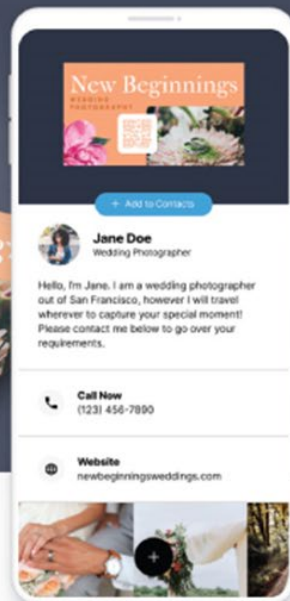 New Beginnings
WEDDING
PHOTOGRAPHY
+ Add to Contacts
Jane Doe
Wedding Photographer
Hello, I'm Jane. I am a wedding photographer
out of San Francisco, however I will travel
wherever to capture your special moment!
Please contact me below to go over your
requirements.
Call Now
(123) 456-7890
Website
newbeginningsweddings.com